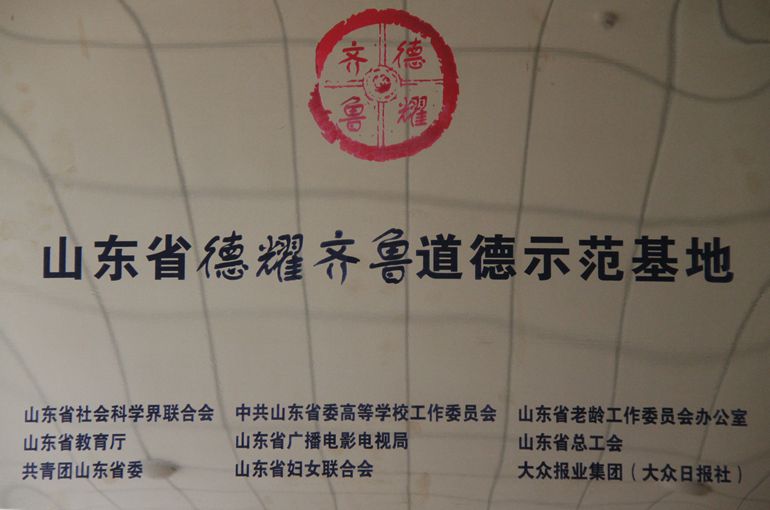 德耀
齐鲁
山东省德耀齐鲁道德示范基地
山东省社会科学界联合会 中共山东省委高等学校工作委员会 山东省老龄工作委员会办公室
山东省教育厅 山东省广播电影电视局 山东省总工会
共青团山东省委 山东省妇女联合会 大众报业集团(大众日报社)